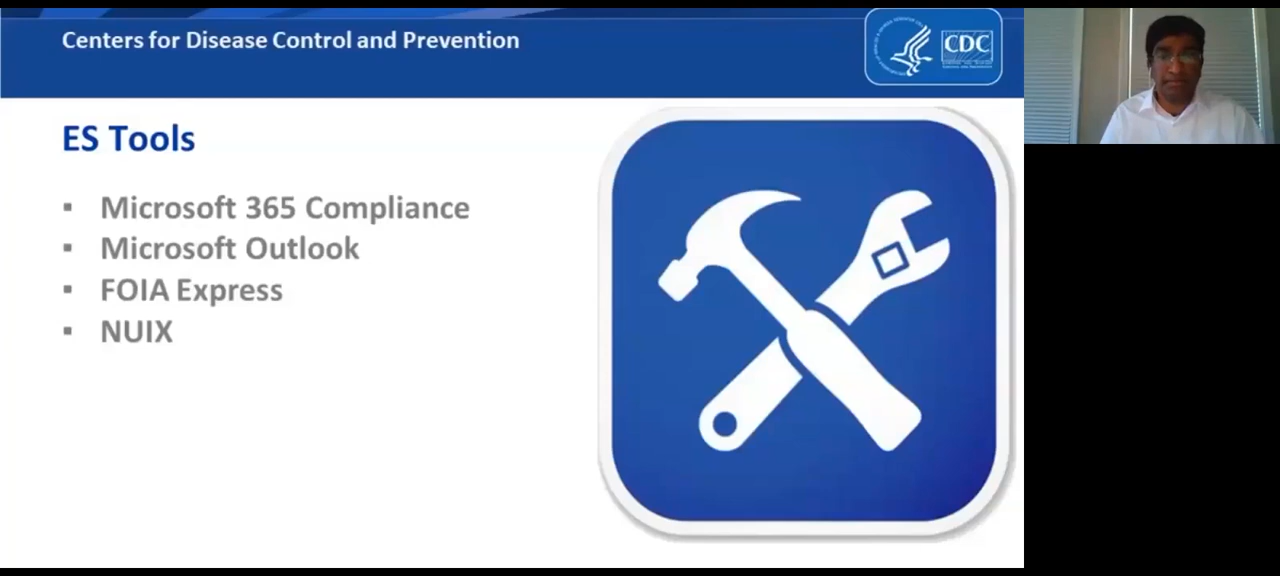 Centers for Disease Control and Prevention
CDC
ES Tools
▪ Microsoft 365 Compliance
▪ Microsoft Outlook
▪ FOIA Express
▪ NUIX